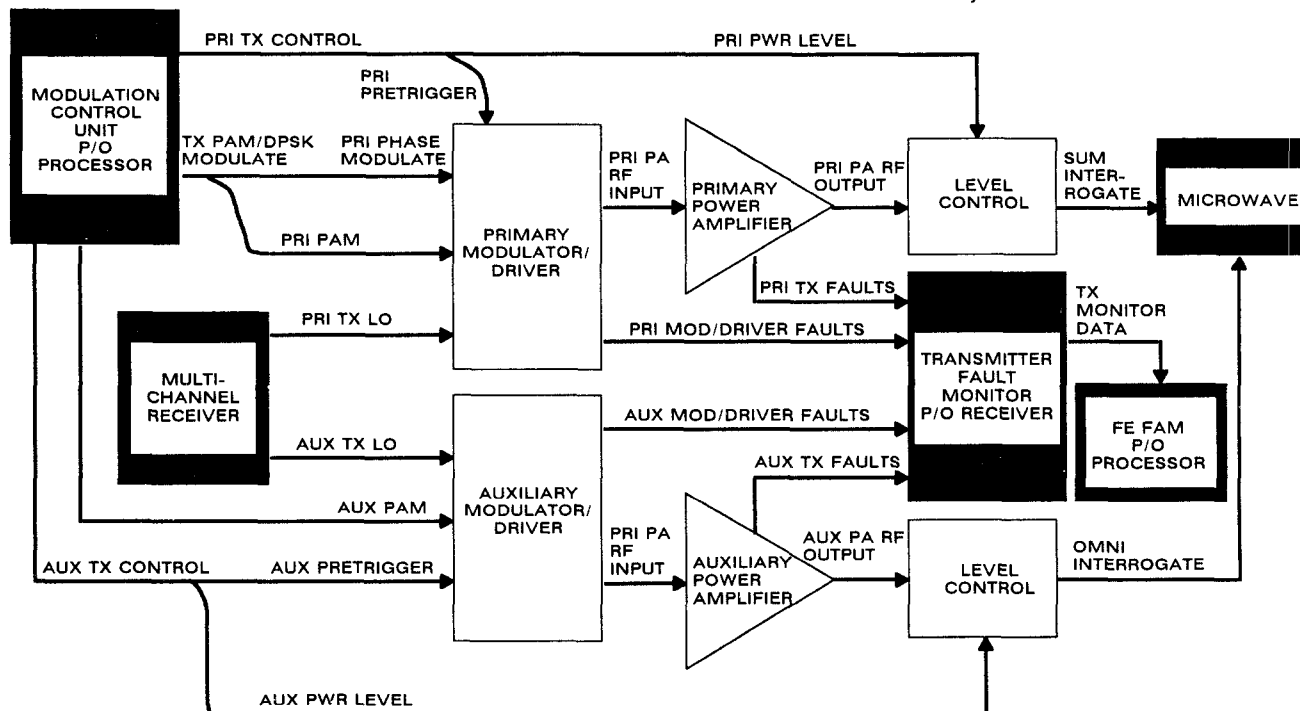 PRI TX CONTROL
PRI PWR LEVEL
PRI
PRETRIGGER
MODULATION
CONTROL
UNIT
P/O
PROCESSOR
TX PAM/DPSK
MODULATE
PRI PHASE
MODULATE
PRI PAM
PRIMARY
MODULATOR/
DRIVER
PRI PA
RF
INPUT
PRIMARY
POWER
AMPLIFIER
PRI PA RF
OUTPUT
LEVEL
CONTROL
SUM
INTER-
ROGATE
MICROWAVE
PRI TX FAULTS
TX
MONITOR
DATA
PRI TX LO
PRI MOD/DRIVER FAULTS
MULTI-
CHANNEL
RECEIVER
TRANSMITTER
FAULT
MONITOR
P/O RECEIVER
FE FAM
P/O
PROCESSOR
AUX MOD/DRIVER FAULTS
AUX TX LO
AUX TX FAULTS
AUXILIARY
MODULATOR/
DRIVER
AUX PAM
PRI PA
RF
INPUT
AUXILIARY
POWER
AMPLIFIER
AUX PA RF
OUTPUT
LEVEL
CONTROL
OMNI
INTERROGATE
AUX TX CONTROL
AUX PRETRIGGER
AUX PWR LEVEL